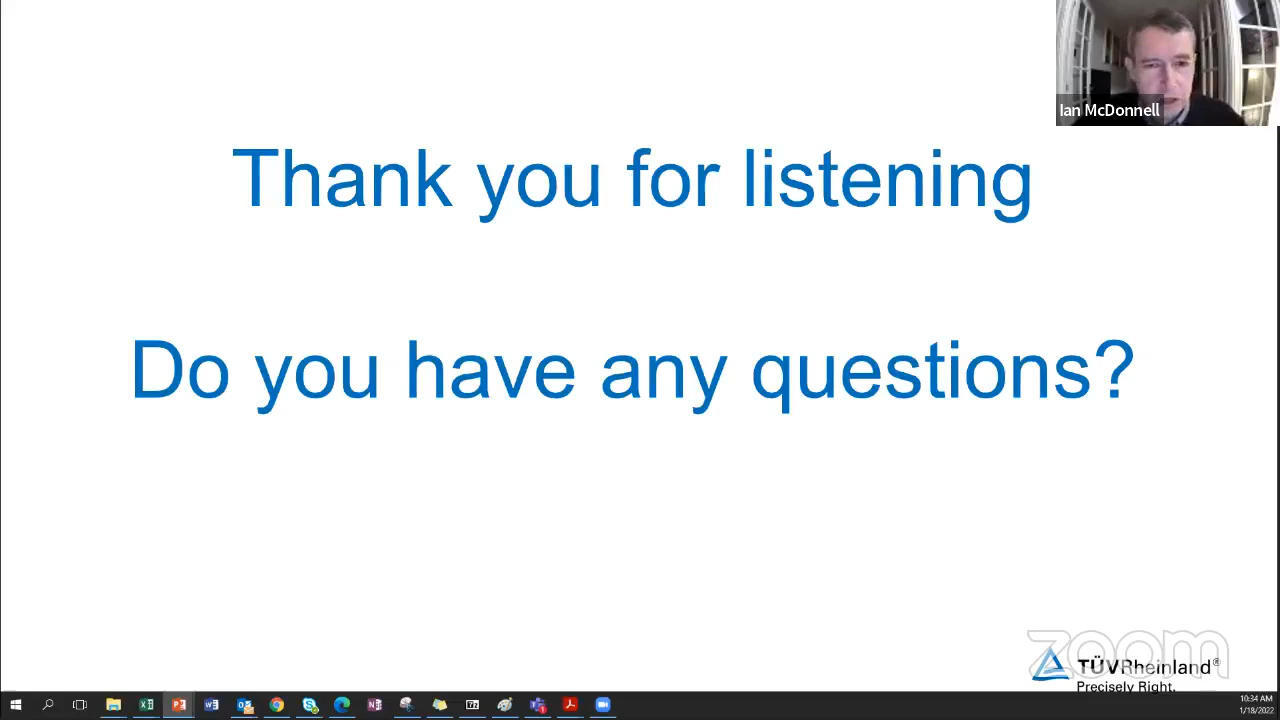 Ian McDonnell
Thank you for listening
Do you have any questions?
zoom
TÜVRheinland®
Precisely Right.
10:34 AM
1/18/2022